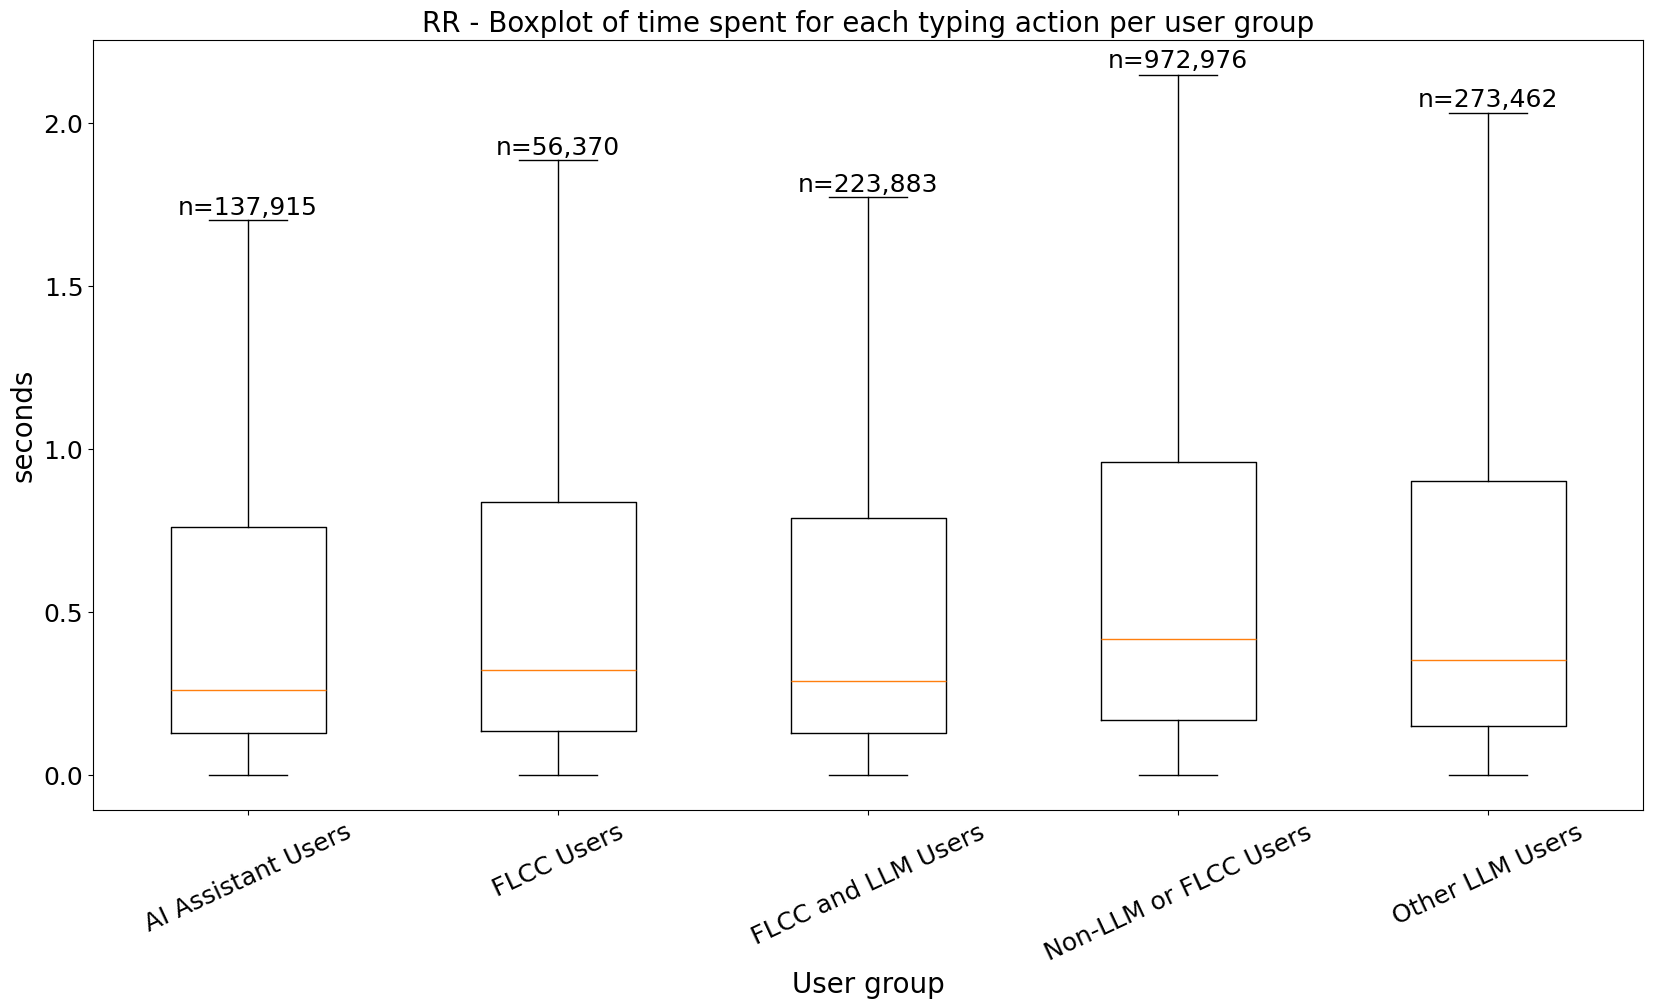 RR - Boxplot of time spent for each typing action per user group
n=972,976
n=273,462
n=56,370
n=223,883
n=137,915
2.0
1.5
1.0
0.5
0.0
seconds
AI Assistant Users
FLCC Users
FLCC and LLM Users
Non-LLM or FLCC Users
Other LLM Users
User group